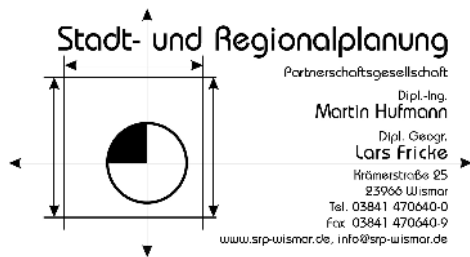 Stadt- und Regionalplanung
Partnerschaftsgesellschaft
Dipl.-Ing.
Martin Hufmann
Dipl. Geogr.
Lars Fricke
Krämerstraße 25
23966 Wismar
Tel. 03841 470640-0
Fax 03841 470640-9
www.srp-wismar.de, info@srp-wismar.de